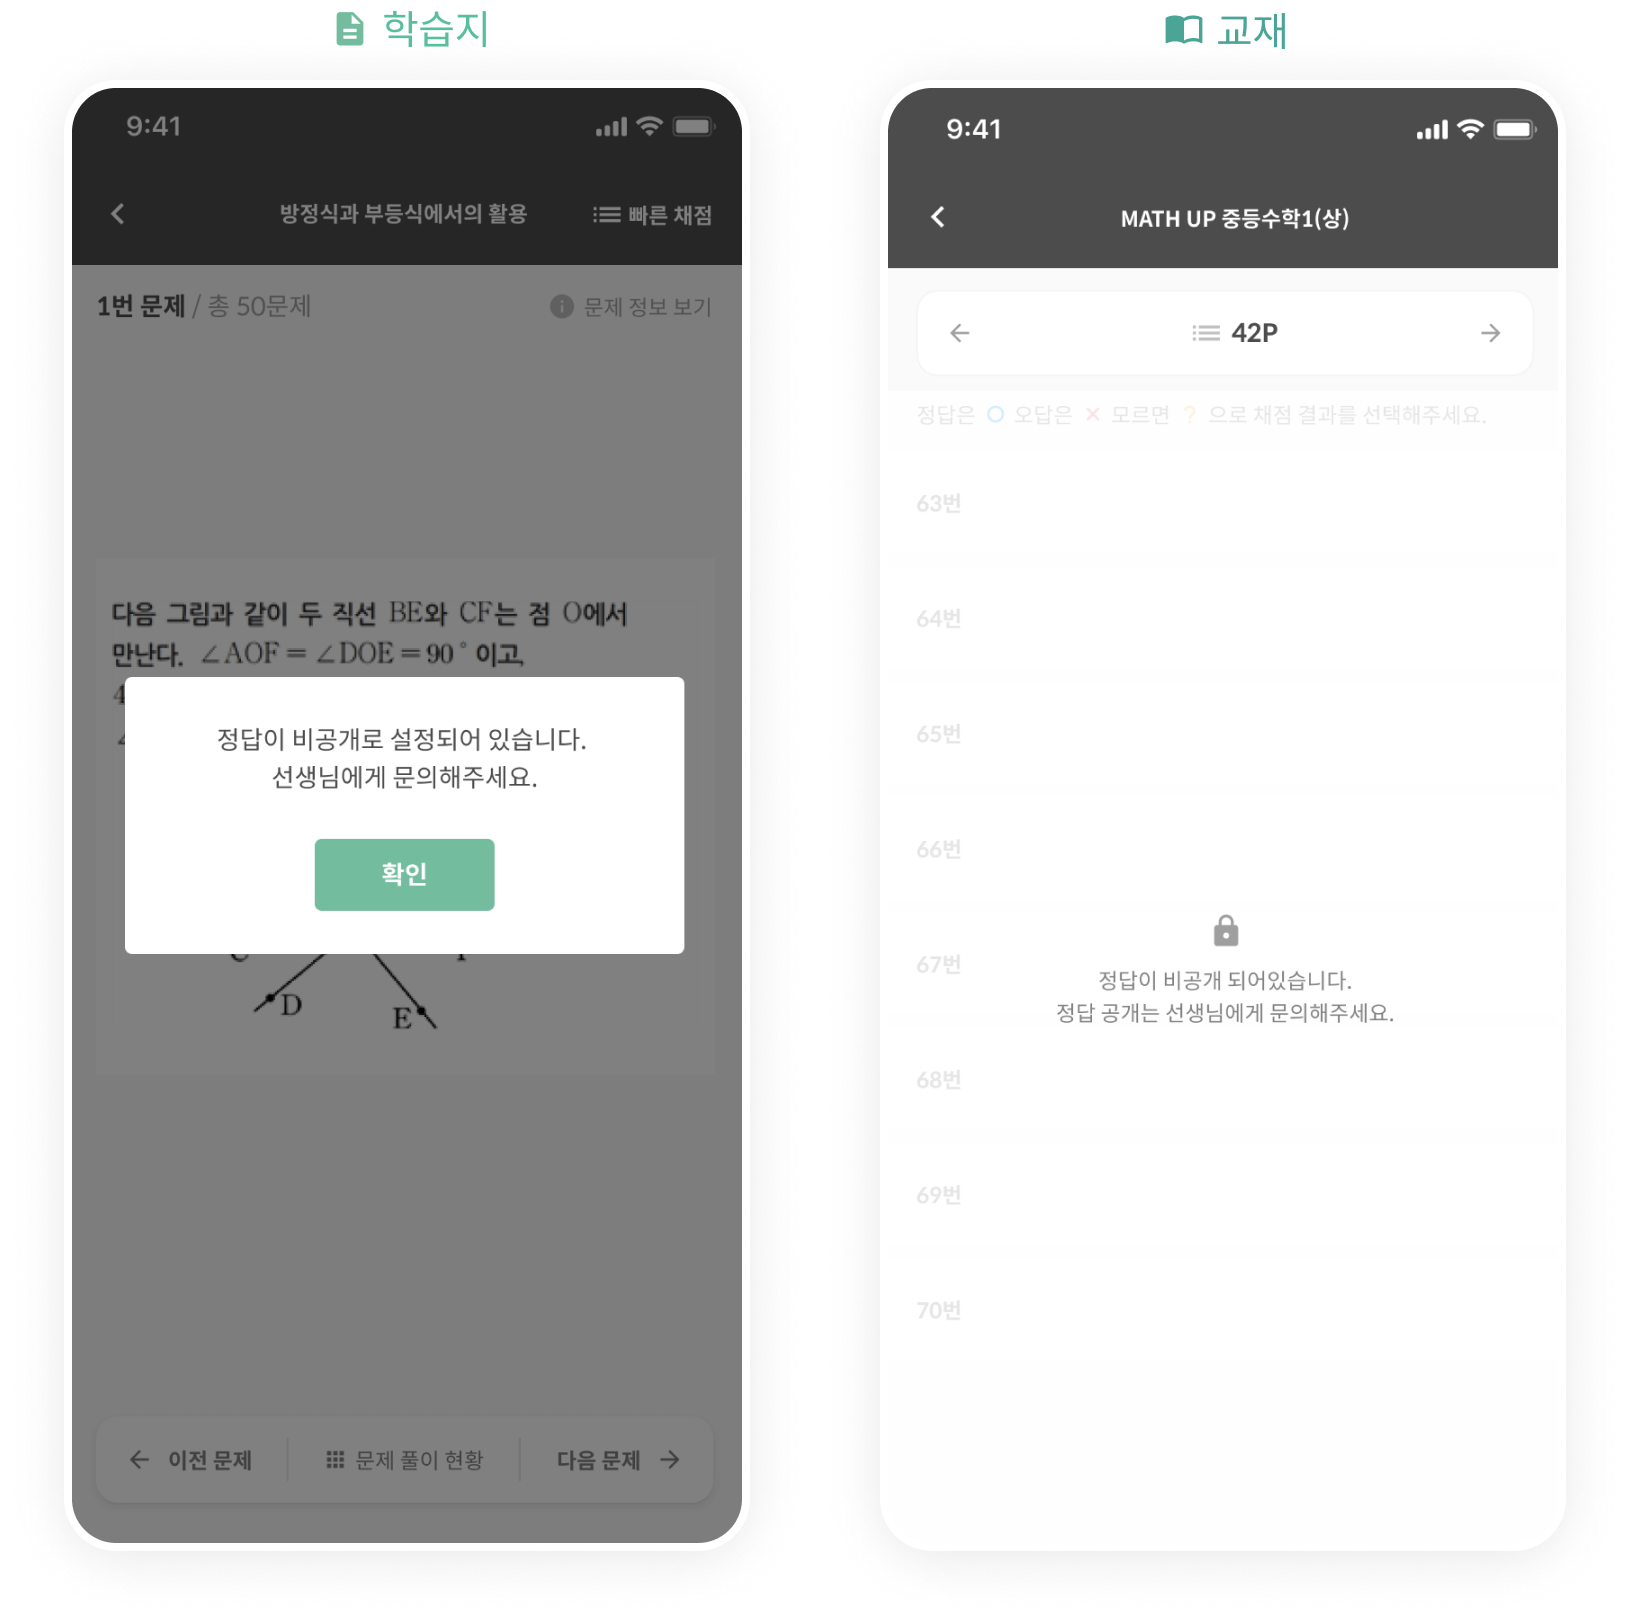 학습지
9:41
방정식과 부등식에서의 활용
빠른 채점
1번 문제 / 총 50문제
문제 정보 보기
다음 그림과 같이 두 직선 BE와 CF는 점 O에서
만난다. ∠AOF = ∠DOE = 90° 이고,
4
정답이 비공개로 설정되어 있습니다.
선생님에게 문의해주세요.
확인
D
E
이전 문제
문제 풀이 현황
다음 문제
교재
9:41
MATH UP 중등수학1(상)
42P
정답은 O 오답은 × 모르면 ? 으로 채점 결과를 선택해주세요.
63번
64번
65번
66번
67번
정답이 비공개 되어있습니다.
정답 공개는 선생님에게 문의해주세요.
68번
69번
70번